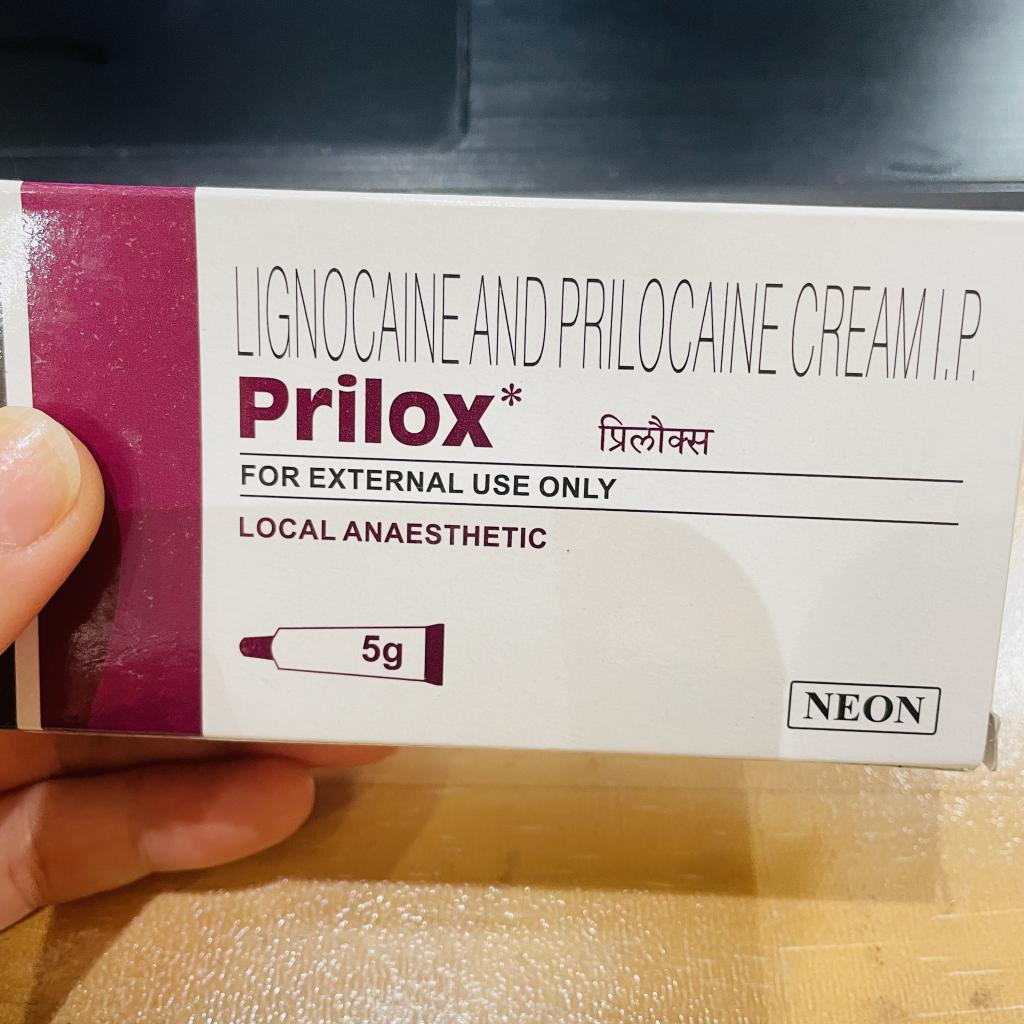 LIGNOCAINE AND PRILOCAINE CREAM I.P.
Prilox* प्रिलौक्स
FOR EXTERNAL USE ONLY
LOCAL ANAESTHETIC
5g
NEON